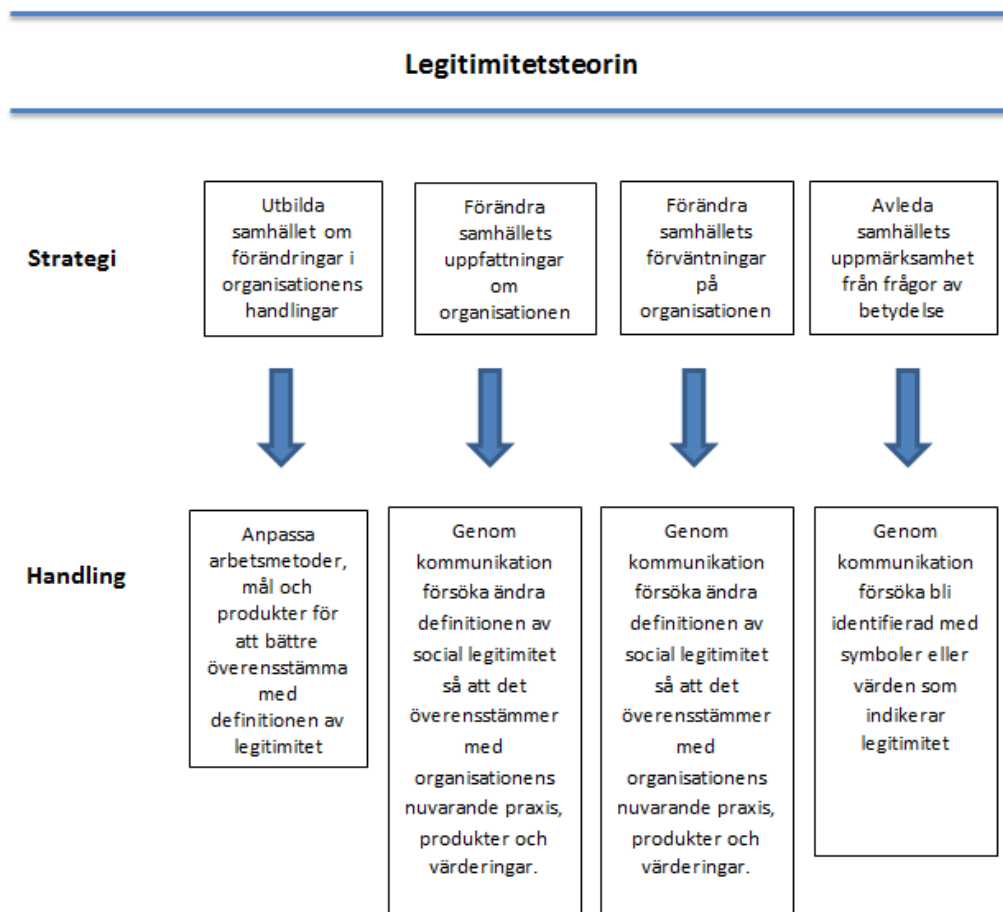 Legitimitetsteorin
Strategi
Utbilda
samhället om
förändringar i
organisationens
handlingar
Förändra
samhällets
uppfattningar
om
organisationen
Förändra
samhällets
förväntningar
på
organisationen
Avleda
samhällets
uppmärksamhet
från frågor av
betydelse
Handling
Anpassa
arbetsmetoder,
mål och
produkter för
att bättre
överensstämma
med
definitionen av
legitimitet
Genom
kommunikation
försöka ändra
definitionen av
social legitimitet
så att det
överensstämmer
med
organisationens
nuvarande praxis,
produkter och
värderingar.
Genom
kommunikation
försöka ändra
definitionen av
social legitimitet
så att det
överensstämmer
med
organisationens
nuvarande praxis,
produkter och
värderingar.
Genom
kommunikation
försöka bli
identifierad med
symboler eller
värden som
indikerar
legitimitet